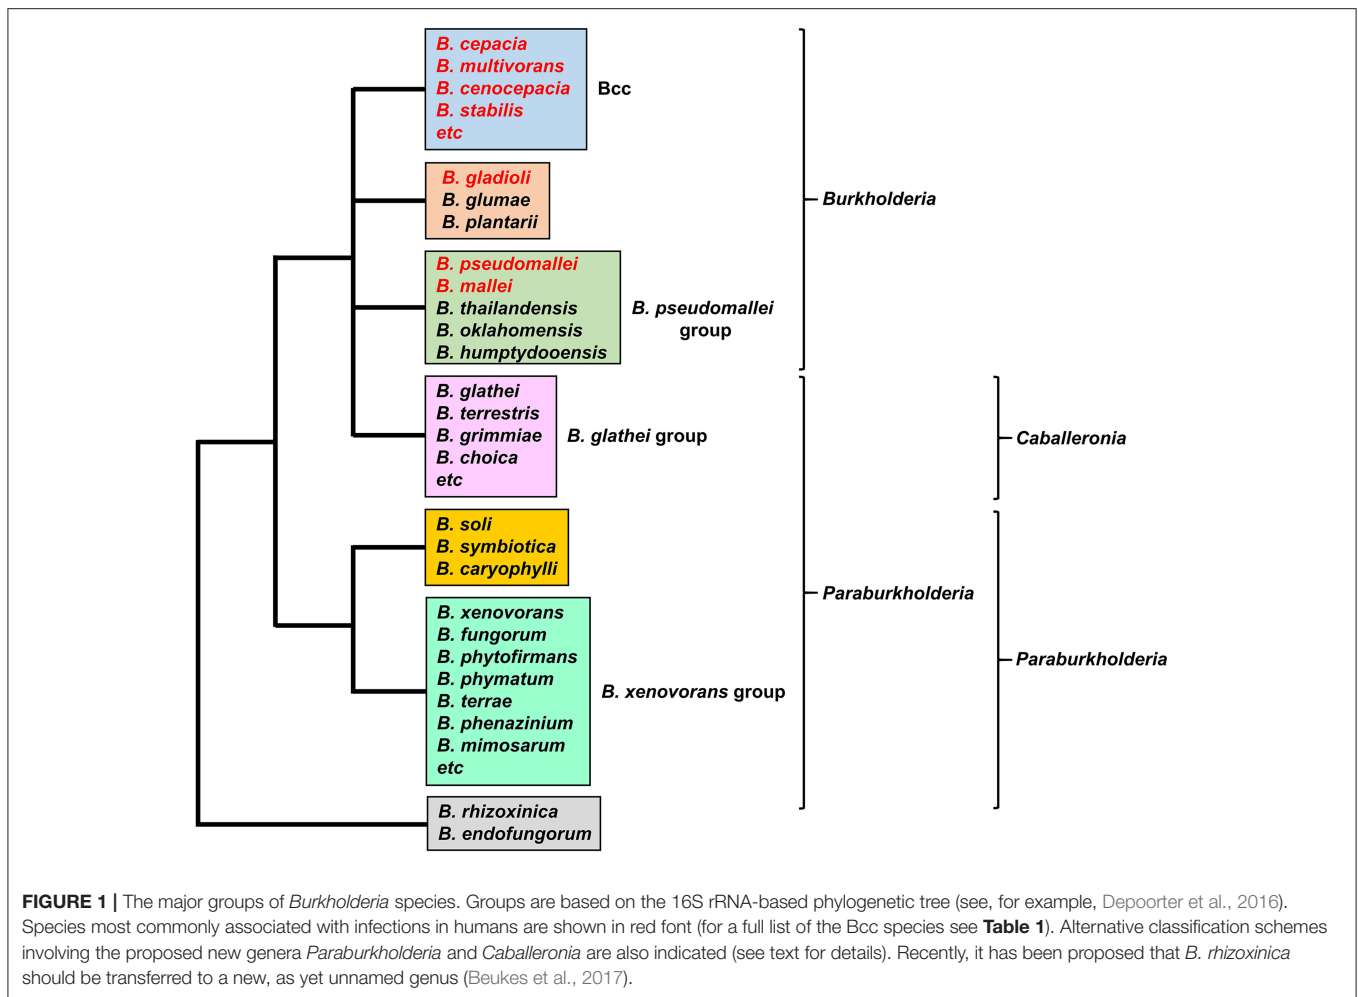 B. cepacia
B. multivorans
B. cenocepacia
B. stabilis
etc
Bcc
B. gladioli
B. glumae
B. plantarii
Burkholderia
B. pseudomallei
B. mallei
B. thailandensis
B. oklahomensis
B. humptydooensis
B. pseudomallei
group
B. glathei
B. terrestris
B. grimmiae
B. choica
etc
B. glathei group
Caballeronia
B. soli
B. symbiotica
B. caryophylli
Paraburkholderia
B. xenovorans
B. fungorum
B. phytofirmans
B. phymatum
B. terrae
B. phenazinium
B. mimosarum
etc
B. xenovorans group
Paraburkholderia
B. rhizoxinica
B. endofungorum
FIGURE 1 | The major groups of Burkholderia species. Groups are based on the 16S rRNA-based phylogenetic tree (see, for example, Depoorter et al., 2016).
Species most commonly associated with infections in humans are shown in red font (for a full list of the Bcc species see Table 1). Alternative classification schemes
involving the proposed new genera Paraburkholderia and Caballeronia are also indicated (see text for details). Recently, it has been proposed that B. rhizoxinica
should be transferred to a new, as yet unnamed genus (Beukes et al., 2017).